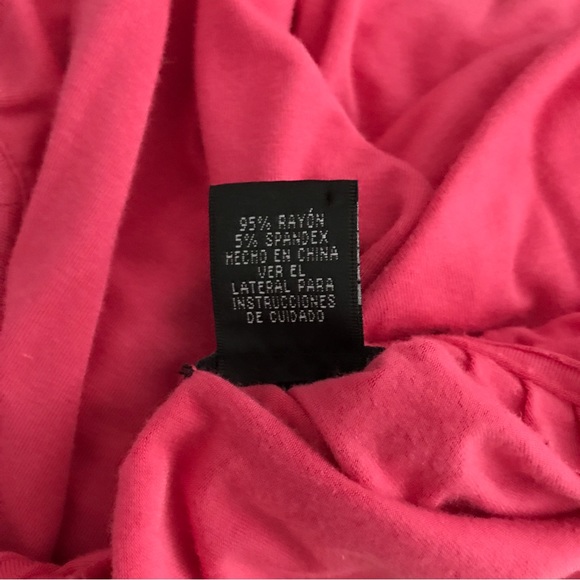 95% RAYÓN
5% SPANDEX
HECHO EN CHINA
VER EL
LATERAL PARA
INSTRUCCIONES
DE CUIDADO